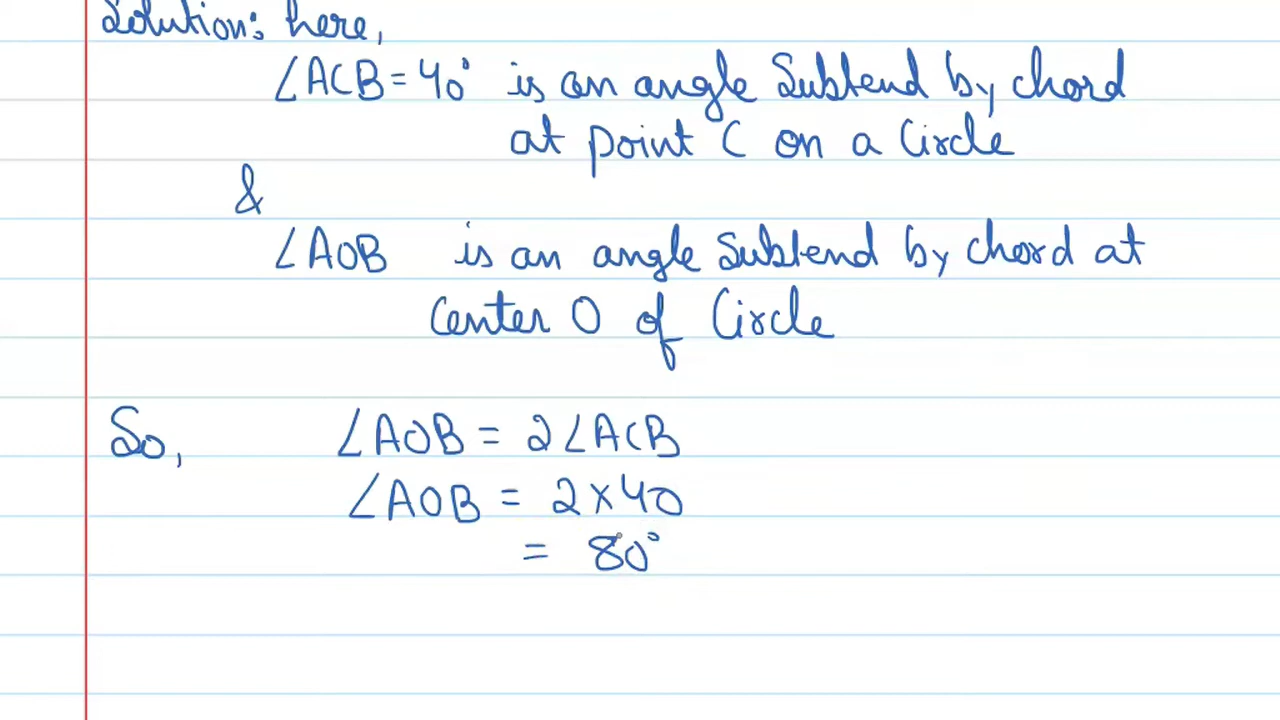 Solution: here,
∠ACB = 40° is an angle Subtend by chord
at point C on a Circle
&
∠AOB is an angle Subtend by chord at
Center O of Circle
So, ∠AOB = 2∠ACB
∠AOB = 2 × 40
= 80°